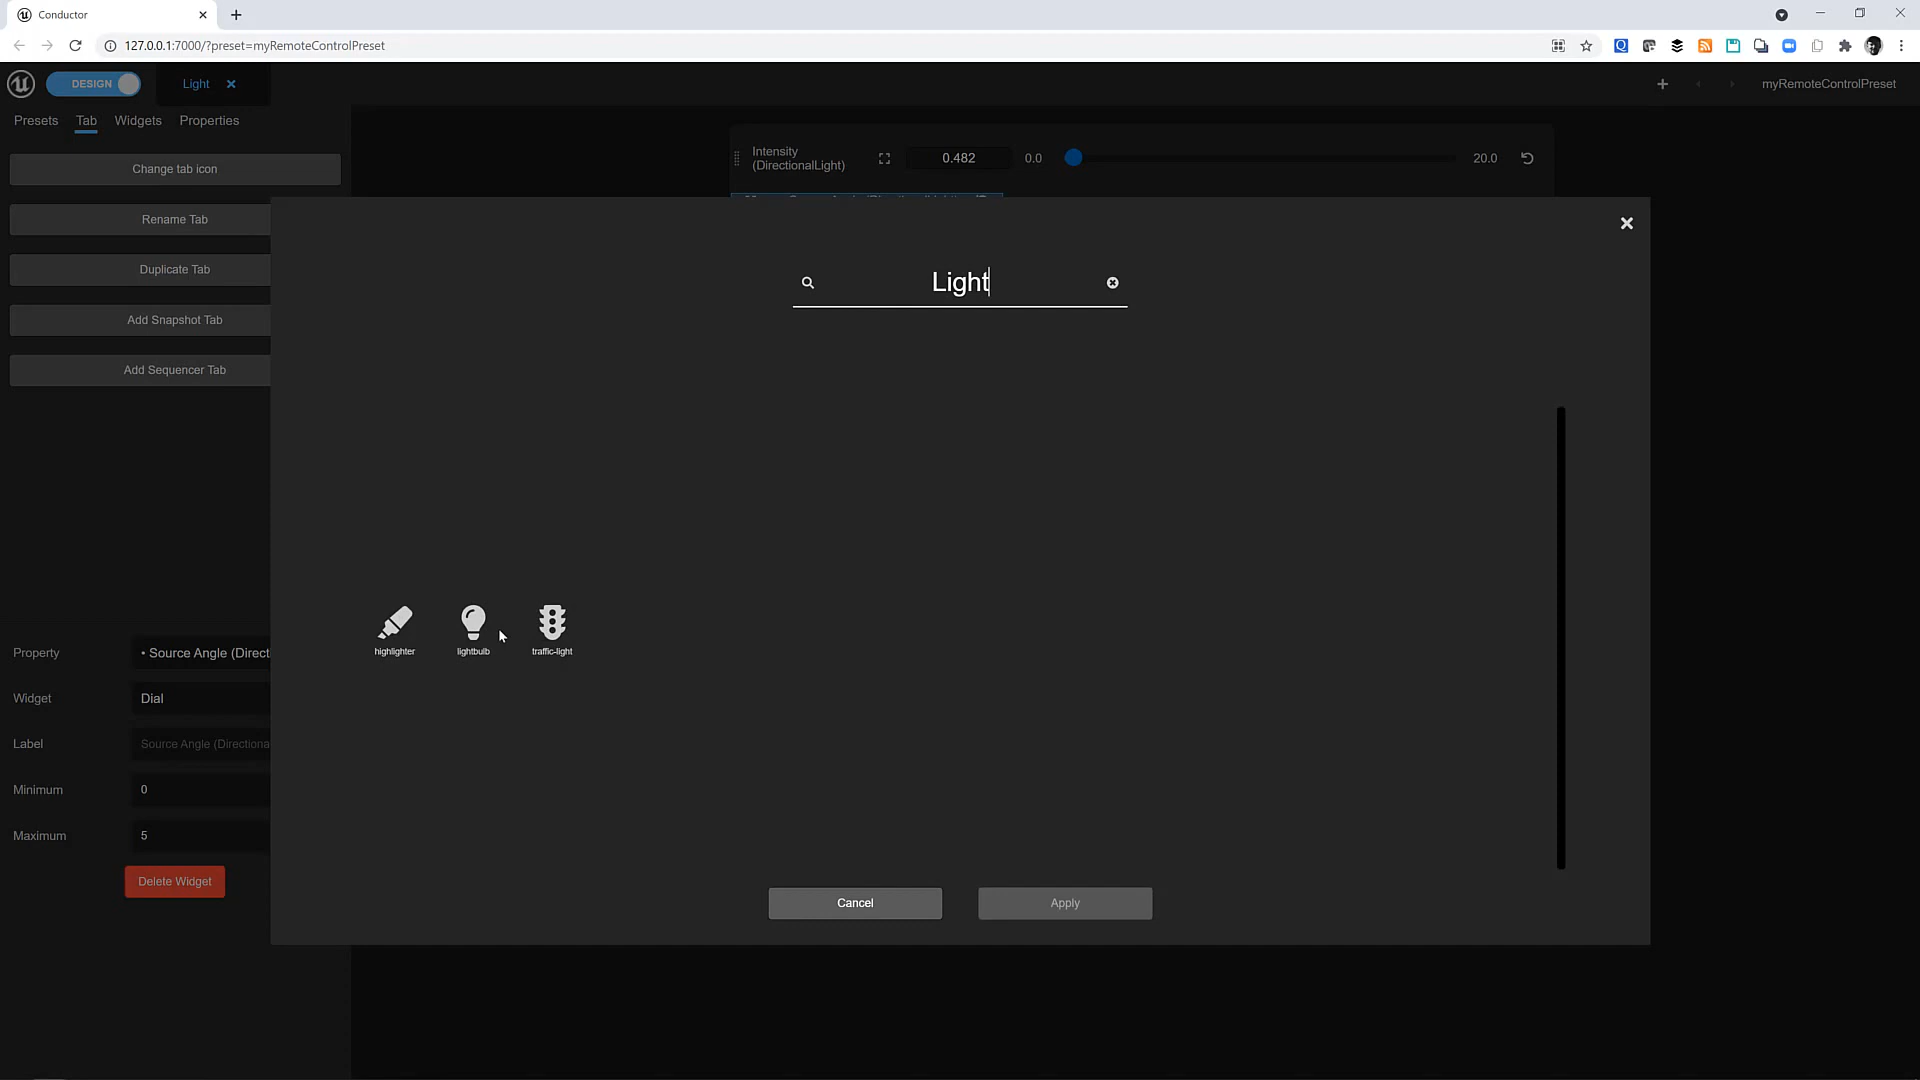 Conductor
127.0.0.1:7000/?preset=myRemoteControlPreset
DESIGN
Light
myRemoteControlPreset
Presets
Tab
Widgets
Properties
Change tab icon
Rename Tab
Duplicate Tab
Add Snapshot Tab
Add Sequencer Tab
Intensity
(DirectionalLight)
0.482
0.0
20.0
Light
highlighter
lightbulb
traffic-light
Property
• Source Angle (Direct
Widget
Dial
Label
Source Angle (Directiona
Minimum
0
Maximum
5
Delete Widget
Cancel
Apply